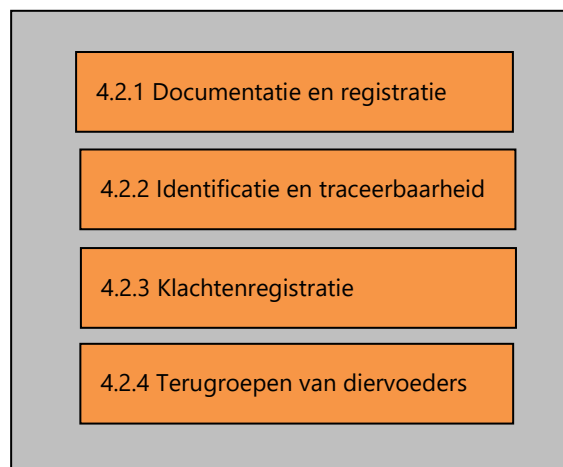 4.2.1 Documentatie en registratie
4.2.2 Identificatie en traceerbaarheid
4.2.3 Klachtenregistratie
4.2.4 Terugroepen van diervoeders